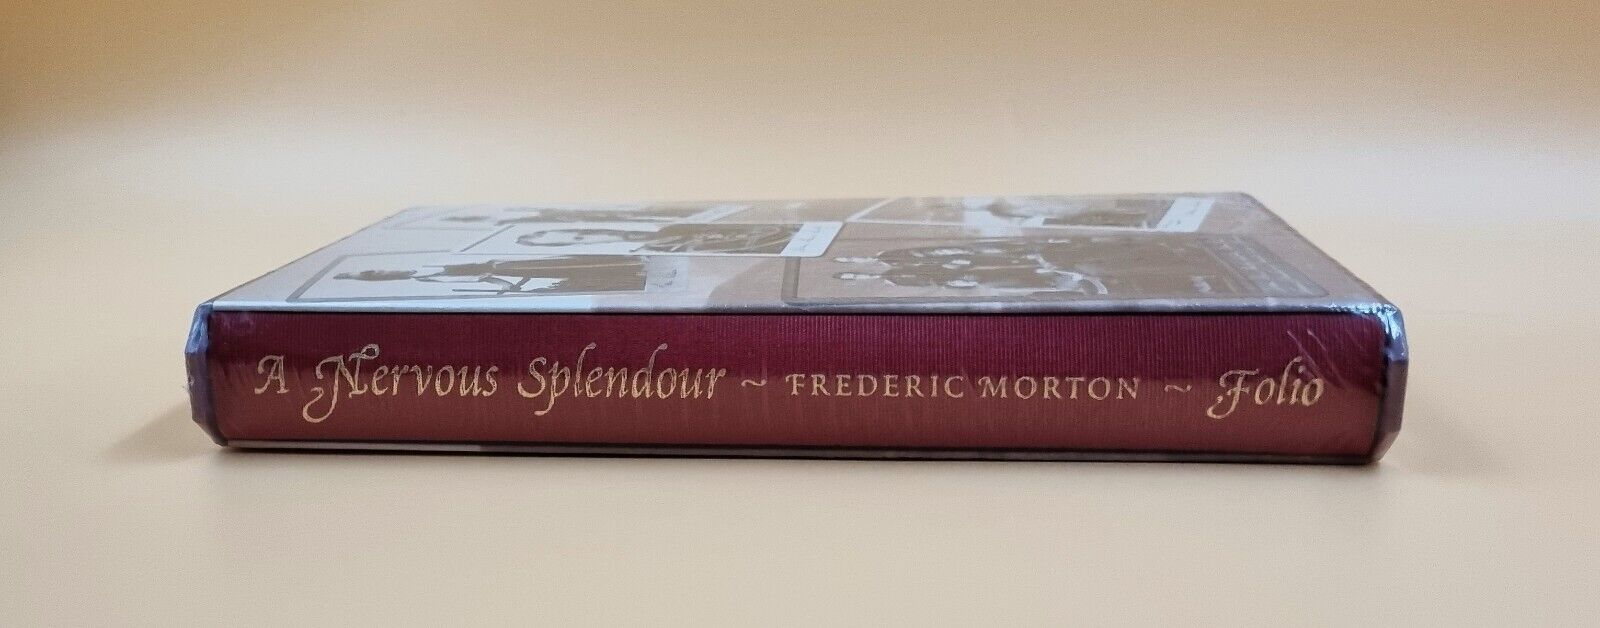 A Nervous Splendour ~ FREDERIC MORTON ~ Folio